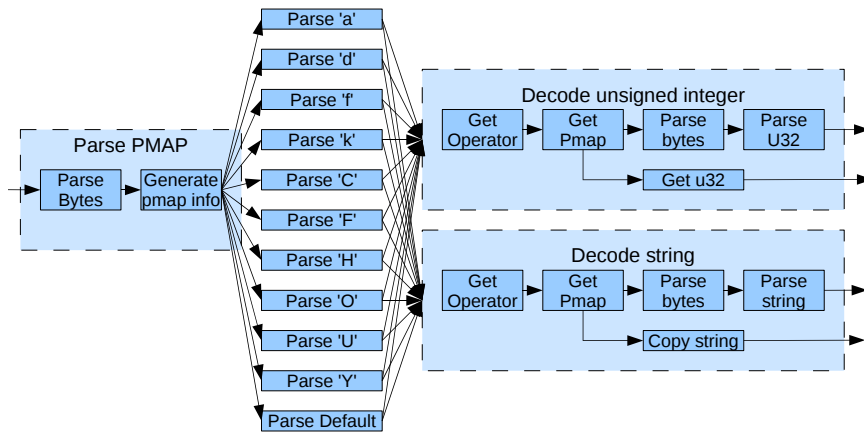 Parse PMAP
Parse
Bytes
Generate
pmap info
Parse 'a'
Parse 'd'
Parse 'f'
Parse 'k'
Parse 'C'
Parse 'F'
Parse 'H'
Parse 'O'
Parse 'U'
Parse 'Y'
Parse Default
Decode unsigned integer
Get
Operator
Get
Pmap
Parse
bytes
Parse
U32
Get u32
Decode string
Get
Operator
Get
Pmap
Parse
bytes
Parse
string
Copy string